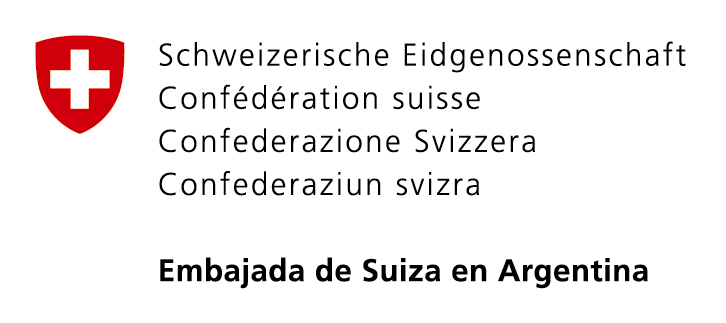 Schweizerische Eidgenossenschaft
Confédération suisse
Confederazione Svizzera
Confederaziun svizra
Embajada de Suiza en Argentina